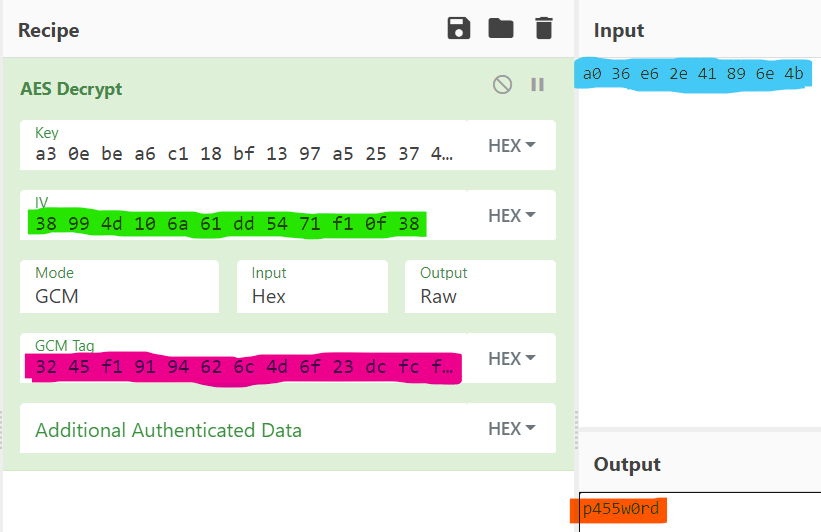 Recipe
AES Decrypt
Key
a3 0e be a6 c1 18 bf 13 97 a5 25 37 4…
HEX
IV
38 99 4d 10 6a 61 dd 54 71 f1 0f 38
HEX
Mode
GCM
Input
Hex
Output
Raw
GCM Tag
32 45 f1 91 94 62 6c 4d 6f 23 dc fc f…
HEX
Additional Authenticated Data
HEX
Input
a0 36 e6 2e 41 89 6e 4b
Output
p455w0rd